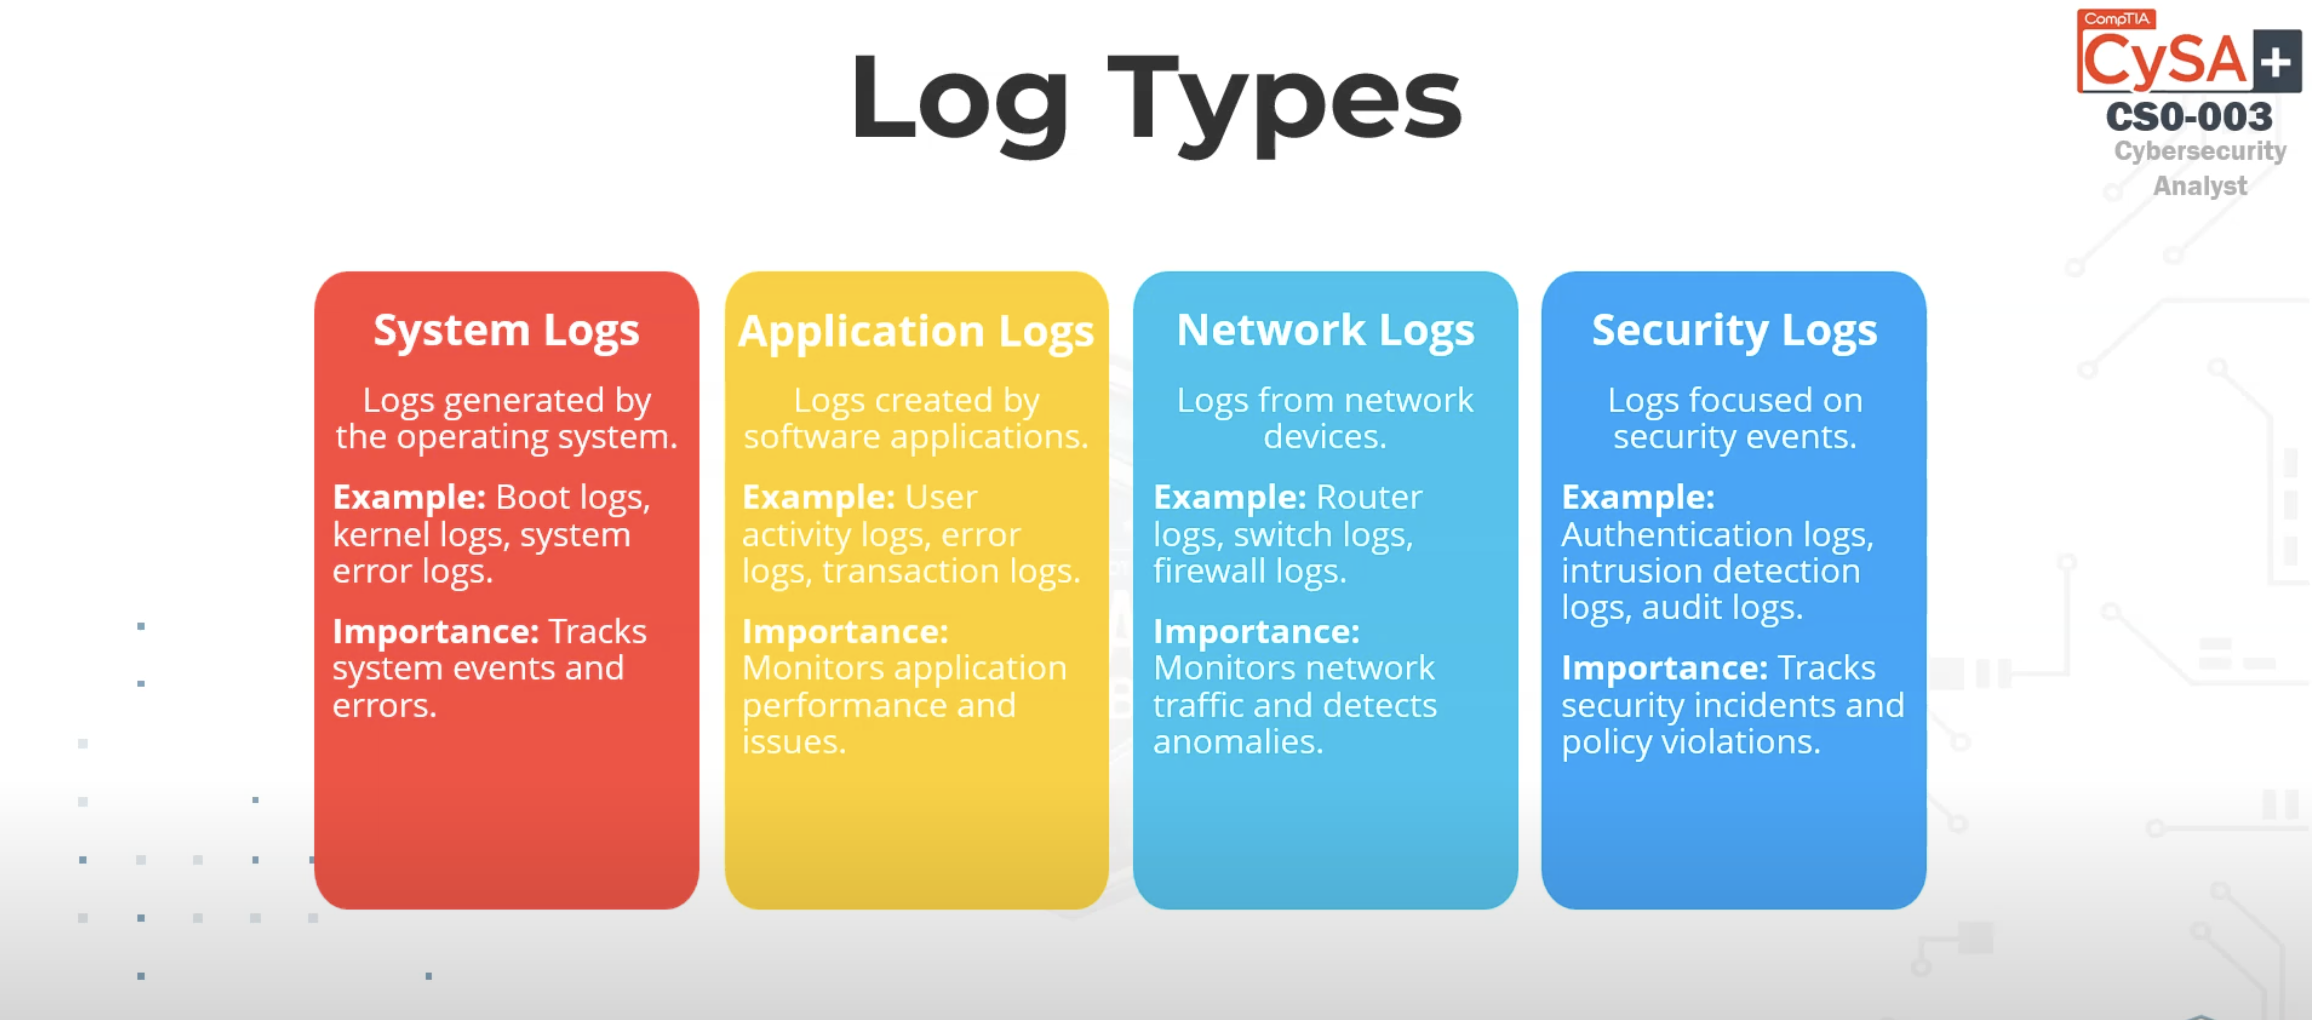 Log Types
CompTIA
CySA+
CS0-003
Cybersecurity
Analyst
System Logs
Logs generated by
the operating system.
Example: Boot logs,
kernel logs, system
error logs.
Importance: Tracks
system events and
errors.
Application Logs
Logs created by
software applications.
Example: User
activity logs, error
logs, transaction logs.
Importance:
Monitors application
performance and
issues.
Network Logs
Logs from network
devices.
Example: Router
logs, switch logs,
firewall logs.
Importance:
Monitors network
traffic and detects
anomalies.
Security Logs
Logs focused on
security events.
Example:
Authentication logs,
intrusion detection
logs, audit logs.
Importance: Tracks
security incidents and
policy violations.